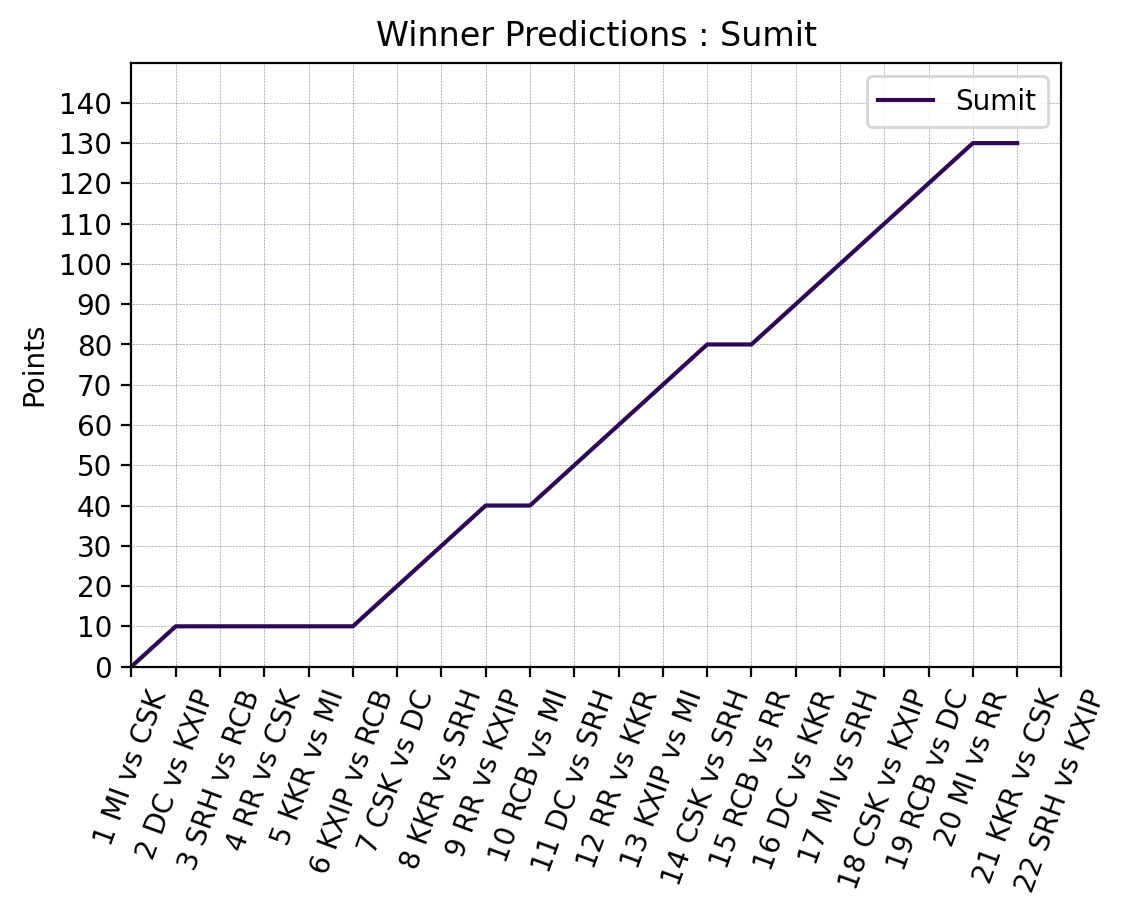 Winner Predictions : Sumit
Sumit
Points
140
130
120
110
100
90
80
70
60
50
40
30
20
10
0
1 MI vs CSK
2 DC vs KXIP
3 SRH vs RCB
4 RR vs CSK
5 KKR vs MI
6 KXIP vs RCB
7 CSK vs DC
8 KKR vs SRH
9 RR vs KXIP
10 RCB vs MI
11 DC vs SRH
12 RR vs KKR
13 KXIP vs MI
14 CSK vs SRH
15 RCB vs RR
16 DC vs KKR
17 MI vs SRH
18 CSK vs KXIP
19 RCB vs DC
20 MI vs RR
21 KKR vs CSK
22 SRH vs KXIP